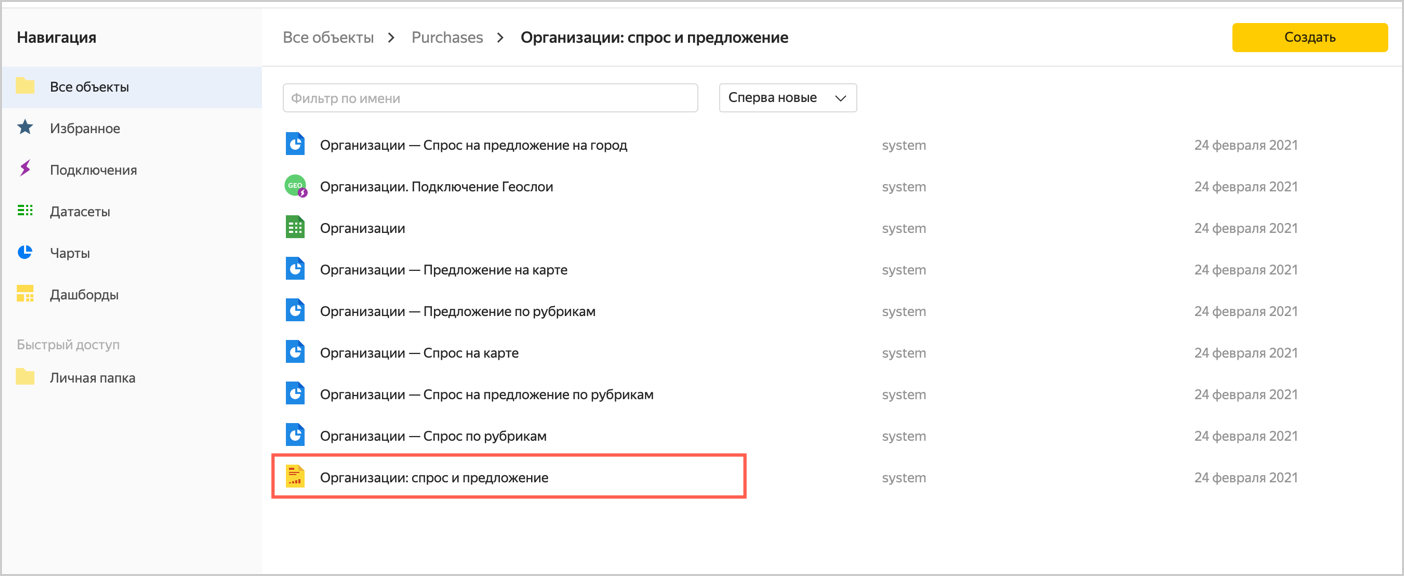 Навигация
Все объекты
Избранное
Подключения
Датасеты
Чарты
Дашборды
Быстрый доступ
Личная папка
Все объекты > Purchases > Организации: спрос и предложение
Создать
Фильтр по имени
Сперва новые
Организации — Спрос на предложение на город system 24 февраля 2021
GEO Организации. Подключение Геослои system 24 февраля 2021
Организации system 24 февраля 2021
Организации — Предложение на карте system 24 февраля 2021
Организации — Предложение по рубрикам system 24 февраля 2021
Организации — Спрос на карте system 24 февраля 2021
Организации — Спрос на предложение по рубрикам system 24 февраля 2021
Организации — Спрос по рубрикам system 24 февраля 2021
Организации: спрос и предложение system 24 февраля 2021